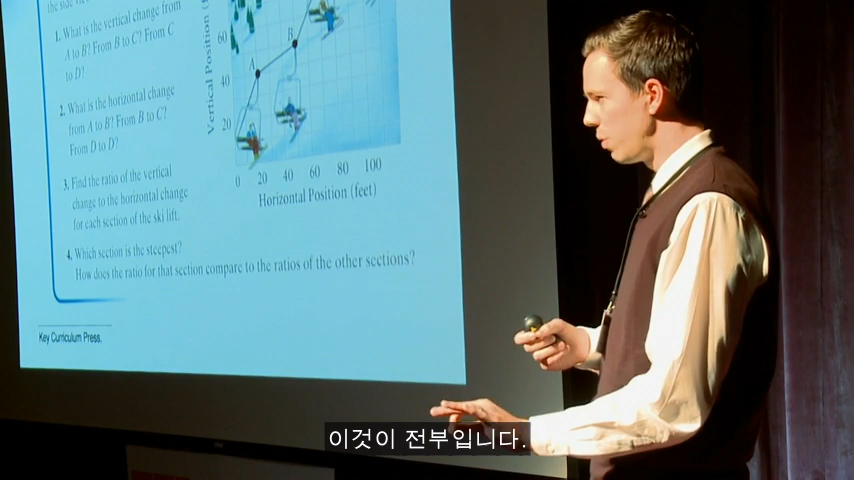 1. What is the vertical change from
A to B? From B to C? From C
to D?
2. What is the horizontal change
from A to B? From B to C?
From D to D?
3. Find the ratio of the vertical
change to the horizontal change
for each section of the ski lift.
4. Which section is the steepest?
How does the ratio for that section compare to the ratios of the other sections?
Vertical Position (f
60
40
20
A
B
0 20 40 60 80 100
Horizontal Position (feet)
Key Curriculum Press.
이것이 전부입니다.